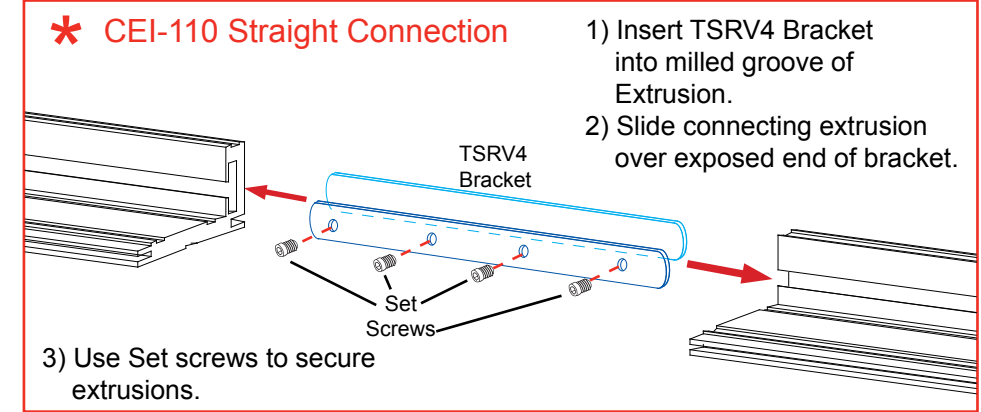 * CEI-110 Straight Connection
1) Insert TSRV4 Bracket
into milled groove of
Extrusion.
2) Slide connecting extrusion
over exposed end of bracket.
TSRV4
Bracket
Set
Screws
3) Use Set screws to secure
extrusions.